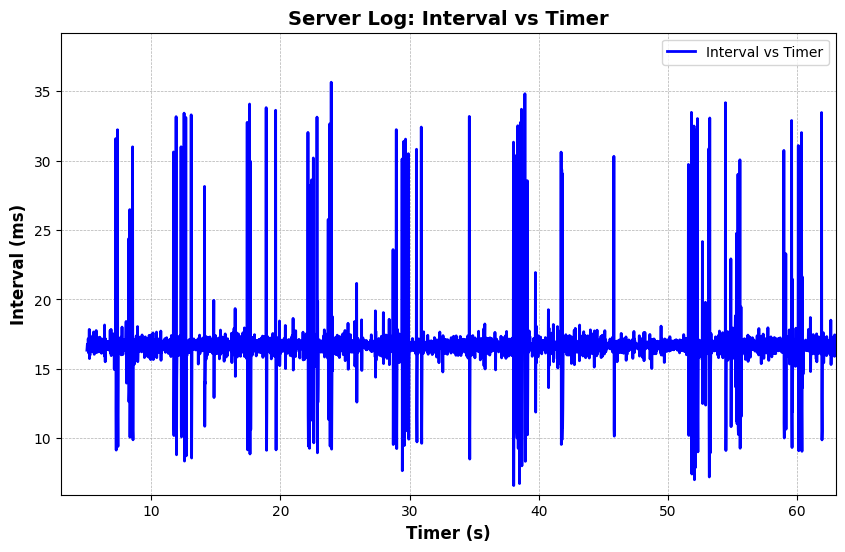 Server Log: Interval vs Timer
Interval vs Timer
35
30
25
20
15
10
Interval (ms)
10 20 30 40 50 60
Timer (s)